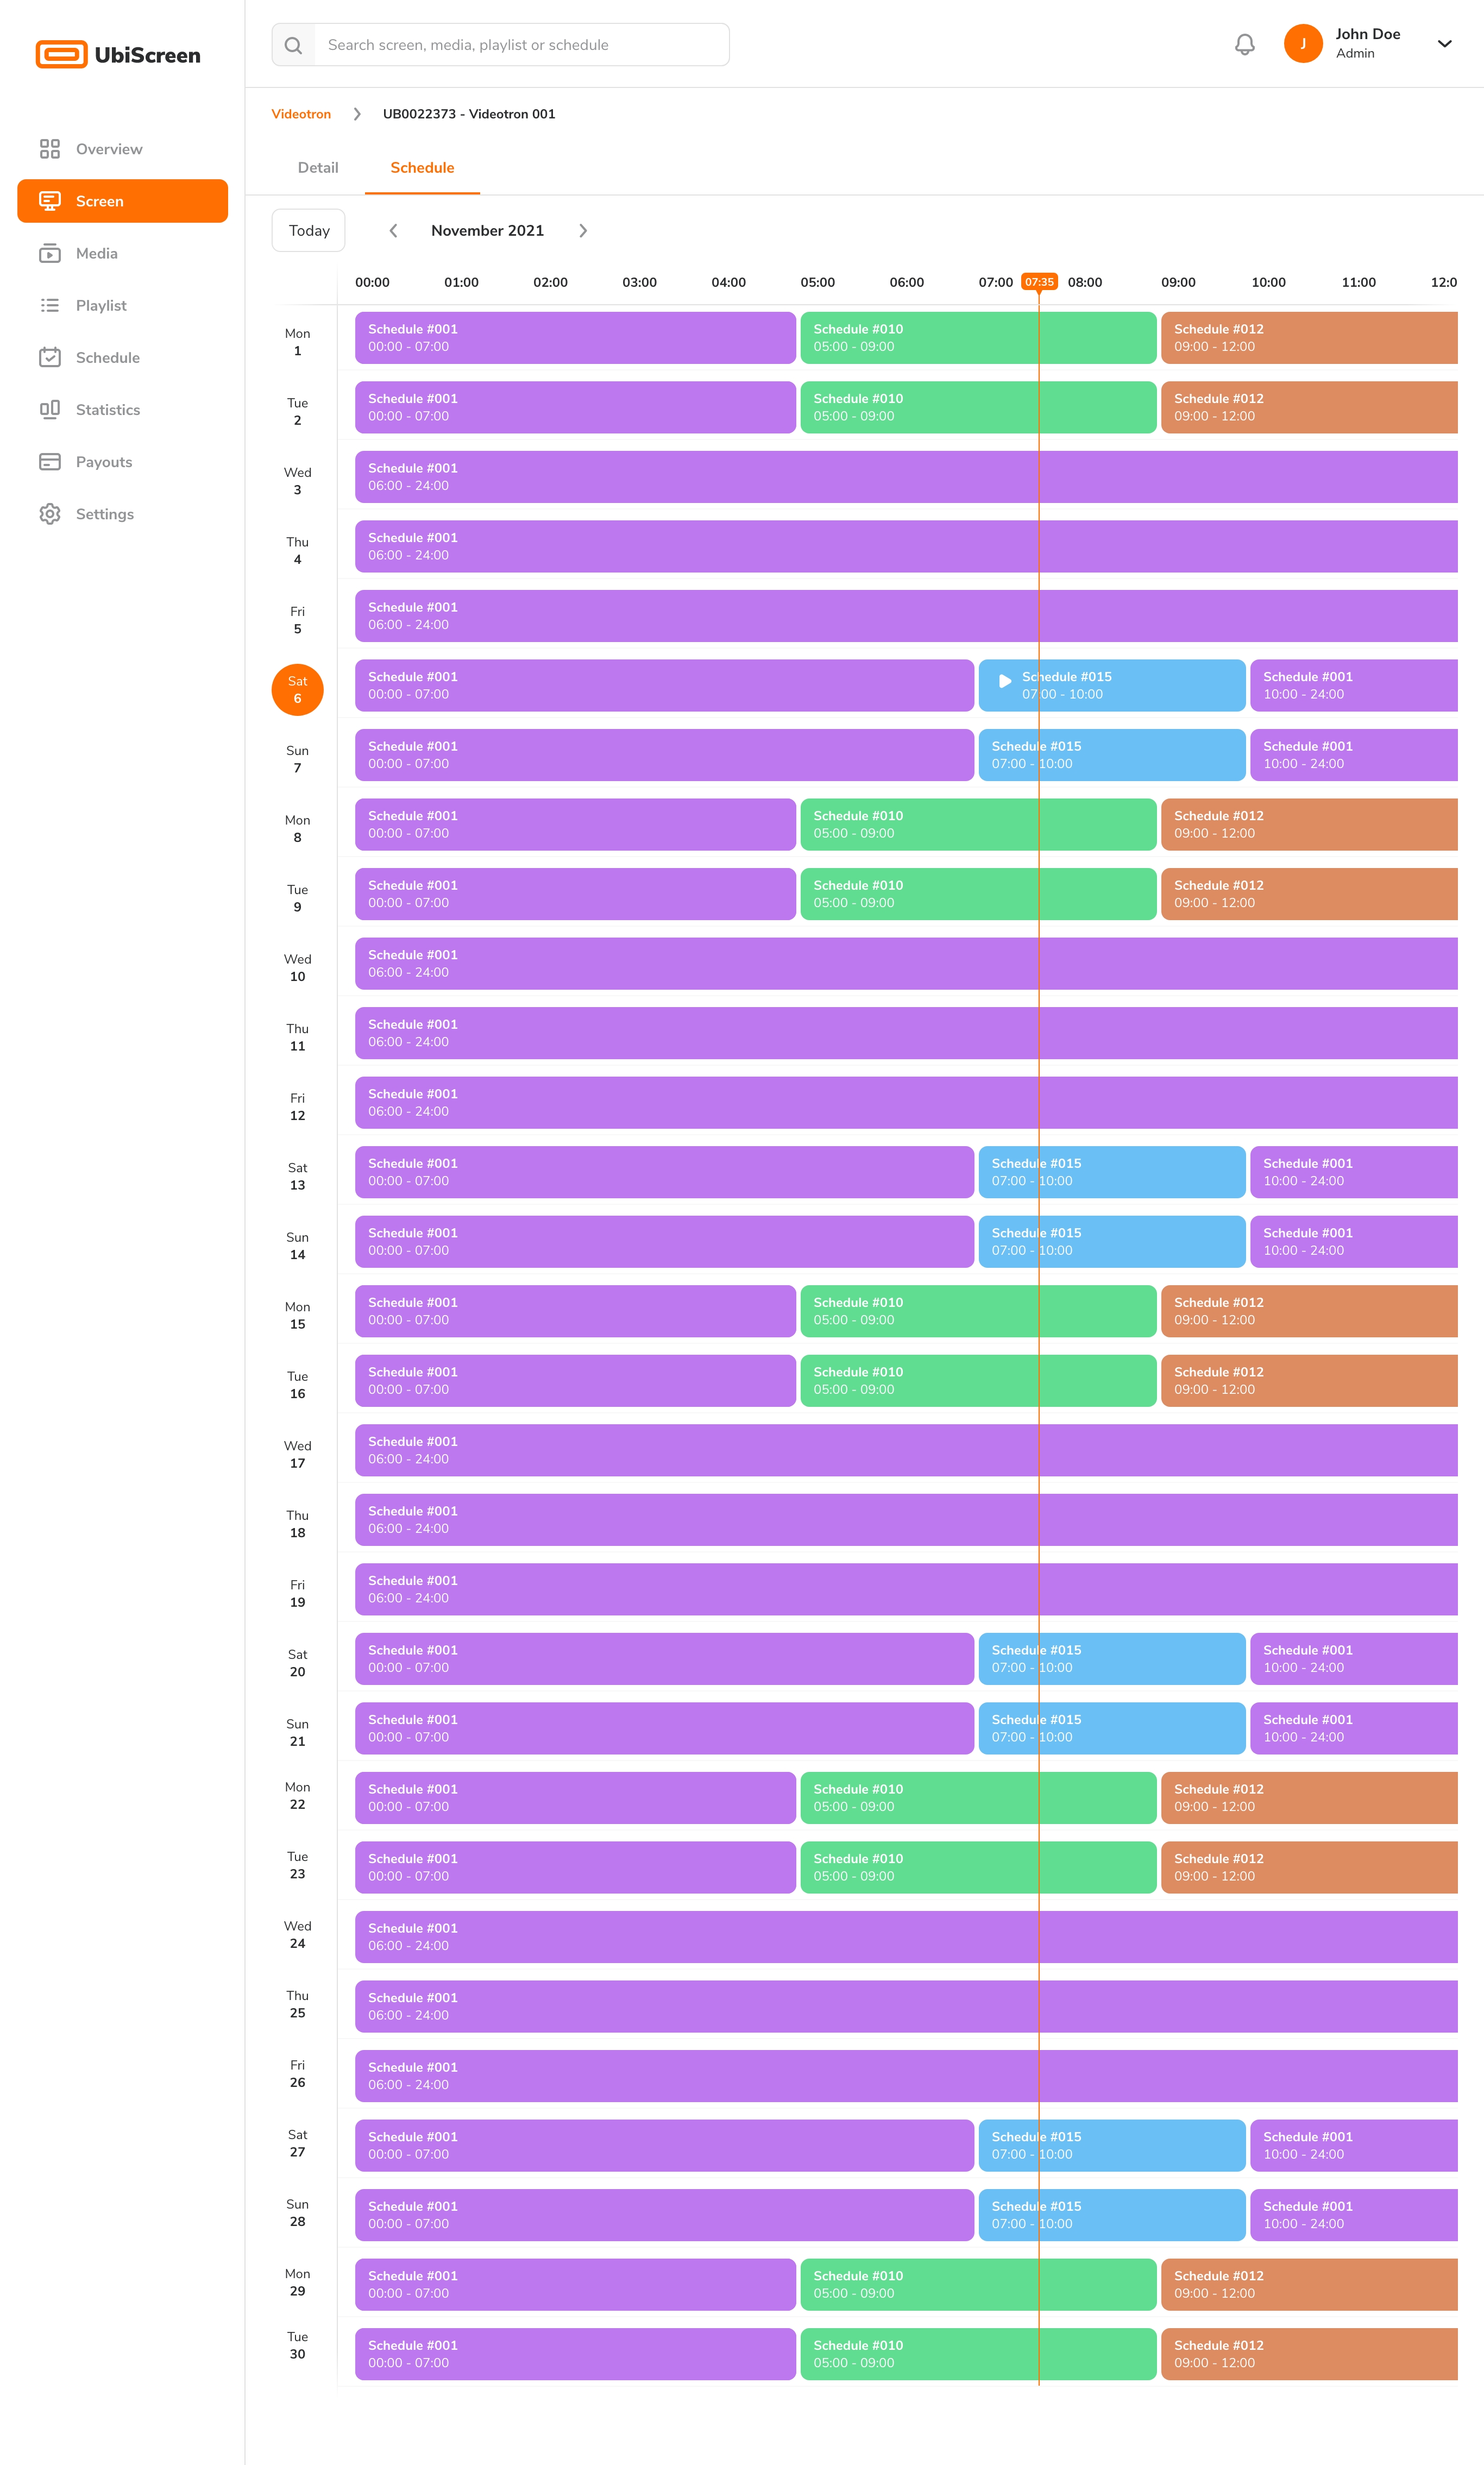 UbiScreen
Search screen, media, playlist or schedule
J
John Doe
Admin
Overview
Screen
Media
Playlist
Schedule
Statistics
Payouts
Settings
Videotron
UB0022373 - Videotron 001
Detail
Schedule
Today
November 2021
00:00 01:00 02:00 03:00 04:00 05:00 06:00 07:00 07:35 08:00 09:00 10:00 11:00 12:0
Mon
1
Schedule #001
00:00 - 07:00
Schedule #010
05:00 - 09:00
Schedule #012
09:00 - 12:00
Tue
2
Schedule #001
00:00 - 07:00
Schedule #010
05:00 - 09:00
Schedule #012
09:00 - 12:00
Wed
3
Schedule #001
06:00 - 24:00
Thu
4
Schedule #001
06:00 - 24:00
Fri
5
Schedule #001
06:00 - 24:00
Sat
6
Schedule #001
00:00 - 07:00
Schedule #015
07:00 - 10:00
Schedule #001
10:00 - 24:00
Sun
7
Schedule #001
00:00 - 07:00
Schedule #015
07:00 - 10:00
Schedule #001
10:00 - 24:00
Mon
8
Schedule #001
00:00 - 07:00
Schedule #010
05:00 - 09:00
Schedule #012
09:00 - 12:00
Tue
9
Schedule #001
00:00 - 07:00
Schedule #010
05:00 - 09:00
Schedule #012
09:00 - 12:00
Wed
10
Schedule #001
06:00 - 24:00
Thu
11
Schedule #001
06:00 - 24:00
Fri
12
Schedule #001
06:00 - 24:00
Sat
13
Schedule #001
00:00 - 07:00
Schedule #015
07:00 - 10:00
Schedule #001
10:00 - 24:00
Sun
14
Schedule #001
00:00 - 07:00
Schedule #015
07:00 - 10:00
Schedule #001
10:00 - 24:00
Mon
15
Schedule #001
00:00 - 07:00
Schedule #010
05:00 - 09:00
Schedule #012
09:00 - 12:00
Tue
16
Schedule #001
00:00 - 07:00
Schedule #010
05:00 - 09:00
Schedule #012
09:00 - 12:00
Wed
17
Schedule #001
06:00 - 24:00
Thu
18
Schedule #001
06:00 - 24:00
Fri
19
Schedule #001
06:00 - 24:00
Sat
20
Schedule #001
00:00 - 07:00
Schedule #015
07:00 - 10:00
Schedule #001
10:00 - 24:00
Sun
21
Schedule #001
00:00 - 07:00
Schedule #015
07:00 - 10:00
Schedule #001
10:00 - 24:00
Mon
22
Schedule #001
00:00 - 07:00
Schedule #010
05:00 - 09:00
Schedule #012
09:00 - 12:00
Tue
23
Schedule #001
00:00 - 07:00
Schedule #010
05:00 - 09:00
Schedule #012
09:00 - 12:00
Wed
24
Schedule #001
06:00 - 24:00
Thu
25
Schedule #001
06:00 - 24:00
Fri
26
Schedule #001
06:00 - 24:00
Sat
27
Schedule #001
00:00 - 07:00
Schedule #015
07:00 - 10:00
Schedule #001
10:00 - 24:00
Sun
28
Schedule #001
00:00 - 07:00
Schedule #015
07:00 - 10:00
Schedule #001
10:00 - 24:00
Mon
29
Schedule #001
00:00 - 07:00
Schedule #010
05:00 - 09:00
Schedule #012
09:00 - 12:00
Tue
30
Schedule #001
00:00 - 07:00
Schedule #010
05:00 - 09:00
Schedule #012
09:00 - 12:00